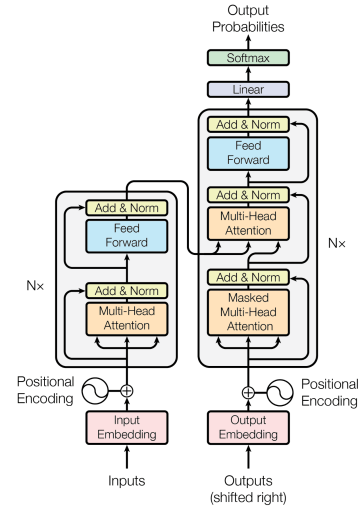 Output
Probabilities
Softmax
Linear
Add & Norm
Feed
Forward
Add & Norm
Multi-Head
Attention
Add & Norm
Masked
Multi-Head
Attention
N×
Add & Norm
Feed
Forward
N×
Add & Norm
Multi-Head
Attention
Positional
Encoding
Positional
Encoding
Input
Embedding
Output
Embedding
Inputs
Outputs
(shifted right)